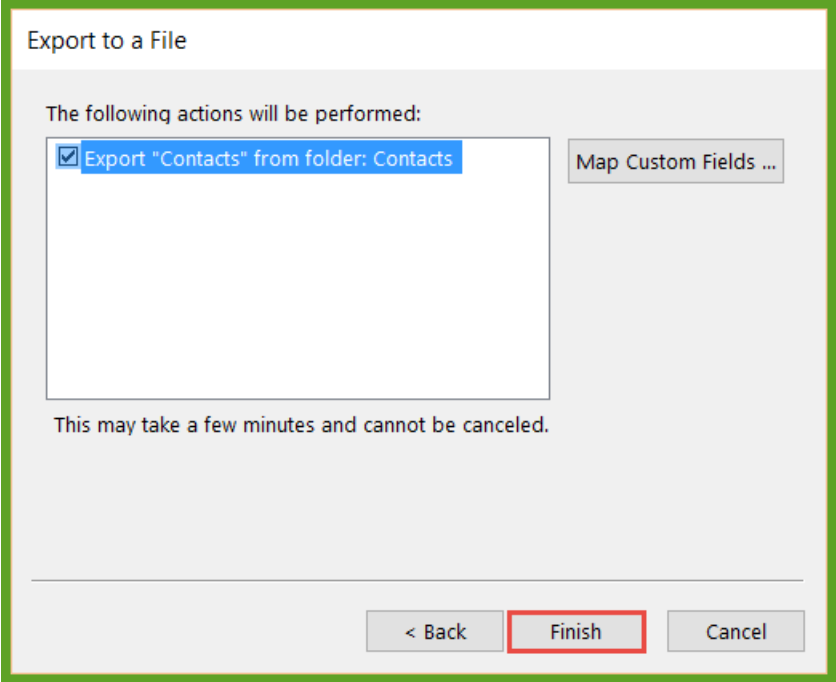 Export to a File
The following actions will be performed:
Export "Contacts" from folder: Contacts
Map Custom Fields ...
This may take a few minutes and cannot be canceled.
< Back
Finish
Cancel